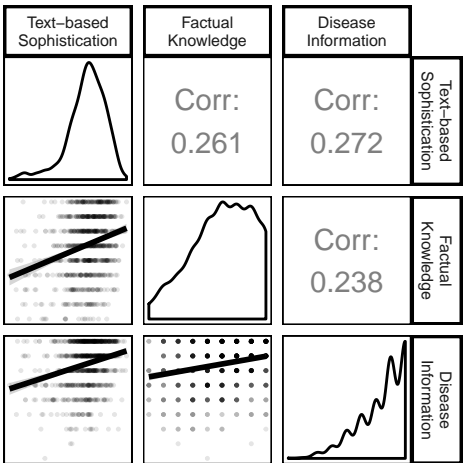 Text−based
Sophistication
Factual
Knowledge
Disease
Information
Corr:
0.261
Corr:
0.272
Text−based
Sophistication
Corr:
0.238
Factual
Knowledge
Disease
Information